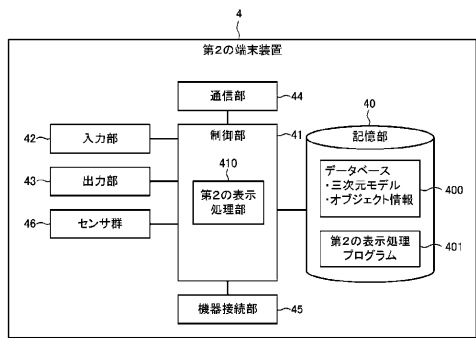 4
第2の端末装置
通信部
44
42
入力部
制御部
41
410
第2の表示
処理部
43
出力部
46
センサ群
機器接続部
45
40
記憶部
データベース
・三次元モデル
・オブジェクト情報
400
第2の表示処理
プログラム
401